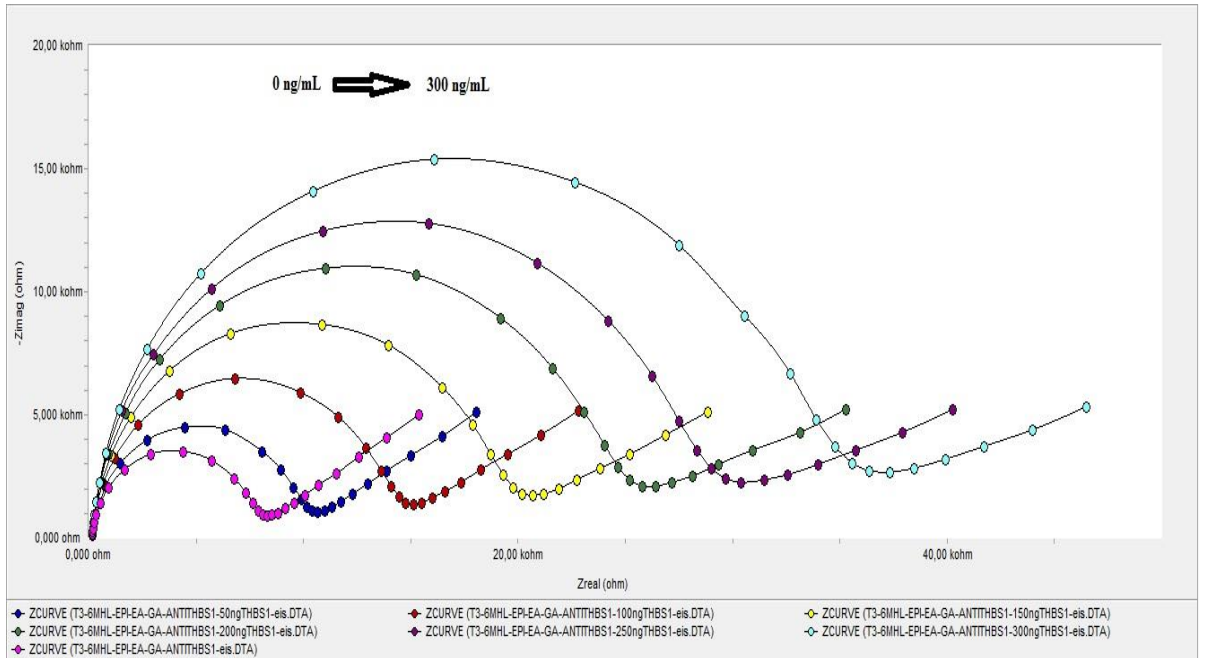 20,00 kohm
0 ng/mL 300 ng/mL
15,00 kohm
-Zimag (ohm)
10,00 kohm
5,000 kohm
0,000 ohm
0,000 ohm 20,00 kohm 40,00 kohm
Zreal (ohm)
ZCURVE (T3-6MHL-EPI-EA-GA-ANTITHBS1-50ngTHBS1-eis.DTA) ZCURVE (T3-6MHL-EPI-EA-GA-ANTITHBS1-100ngTHBS1-eis.DTA) ZCURVE (T3-6MHL-EPI-EA-GA-ANTITHBS1-150ngTHBS1-eis.DTA)
ZCURVE (T3-6MHL-EPI-EA-GA-ANTITHBS1-200ngTHBS1-eis.DTA) ZCURVE (T3-6MHL-EPI-EA-GA-ANTITHBS1-250ngTHBS1-eis.DTA) ZCURVE (T3-6MHL-EPI-EA-GA-ANTITHBS1-300ngTHBS1-eis.DTA)
ZCURVE (T3-6MHL-EPI-EA-GA-ANTITHBS1-eis.DTA)